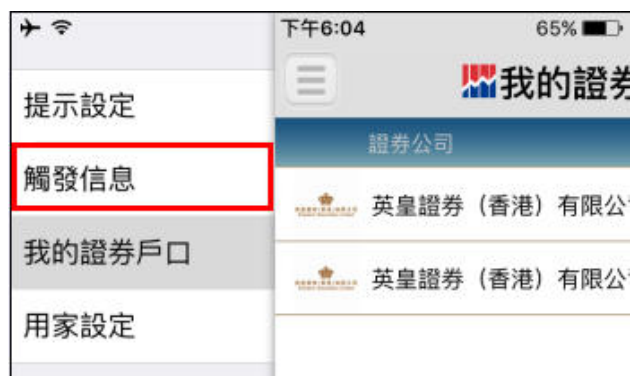 下午6:04
65%
提示設定
觸發信息
我的證券戶口
用家設定
我的證券
證券公司
英皇證券（香港）有限公
英皇證券（香港）有限公